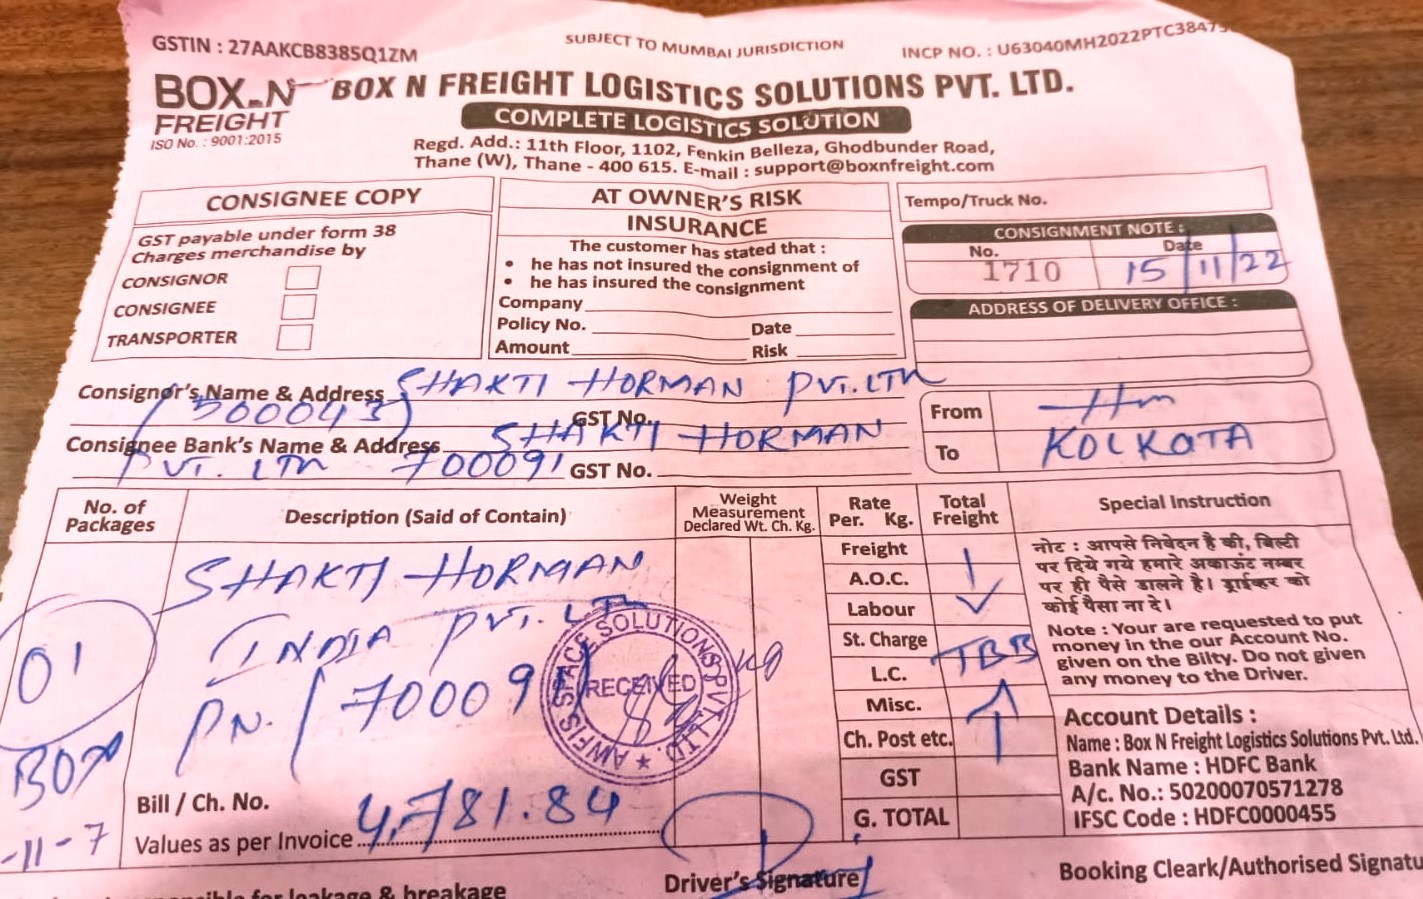 GSTIN : 27AAKCB8385Q1ZM
SUBJECT TO MUMBAI JURISDICTION
INCP NO. : U63040MH2022PTC3847
BOX N FREIGHT
ISO No. : 9001:2015
BOX N FREIGHT LOGISTICS SOLUTIONS PVT. LTD.
COMPLETE LOGISTICS SOLUTION
Regd. Add.: 11th Floor, 1102, Fenkin Belleza, Ghodbunder Road,
Thane (W), Thane - 400 615. E-mail : support@boxnfreight.com
CONSIGNEE COPY
GST payable under form 38
Charges merchandise by
CONSIGNOR
CONSIGNEE
TRANSPORTER
AT OWNER'S RISK
INSURANCE
The customer has stated that :
• he has not insured the consignment of
• he has insured the consignment
Company
Policy No. Date
Amount Risk
Tempo/Truck No.
CONSIGNMENT NOTE :
No. Date
1710 15/11/22
ADDRESS OF DELIVERY OFFICE :
Consignor's Name & Address SHAKTI HORMAN PVT. LTD
(500043) GST No.
Consignee Bank's Name & Address SHAKTI HORMAN
PVT. LTD 700091 GST No.
From
To KOLKATA
No. of Packages
Description (Said of Contain)
Weight Measurement Declared Wt. Ch. Kg.
Rate Per. Kg.
Total Freight
Special Instruction
01
BOX
-11-7
SHAKTI HORMAN
INDIA PVT. LTD
PN. / 700091
kg
AWFIS SPACE SOLUTIONS PVT. LTD.
RECEIVED
Bill / Ch. No.
Values as per Invoice 4,781.84
Freight
A.O.C.
Labour
St. Charge
L.C.
Misc.
Ch. Post etc.
GST
G. TOTAL
TBB
नोट : आपसे निवेदन है की, बिल्टी
पर दिये गये हमारे अकाऊंट नम्बर
पर ही पैसे डालने है। ड्राईव्हर को
कोई पैसा ना दे।
Note : Your are requested to put
money in the our Account No.
given on the Bilty. Do not given
any money to the Driver.
Account Details :
Name : Box N Freight Logistics Solutions Pvt. Ltd.
Bank Name : HDFC Bank
A/c. No.: 50200070571278
IFSC Code : HDFC0000455
for leakage & breakage
Driver's Signature
Booking Cleark/Authorised Signatu